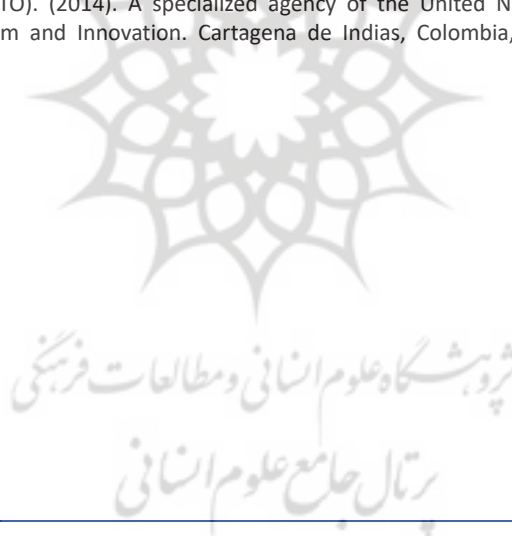 TO). (2014). A specialized agency of the United N
m and Innovation. Cartagena de Indias, Colombia,
پژوهشگاه علوم انسانی و مطالعات فرهنگی
پرتال جامع علوم انسانی